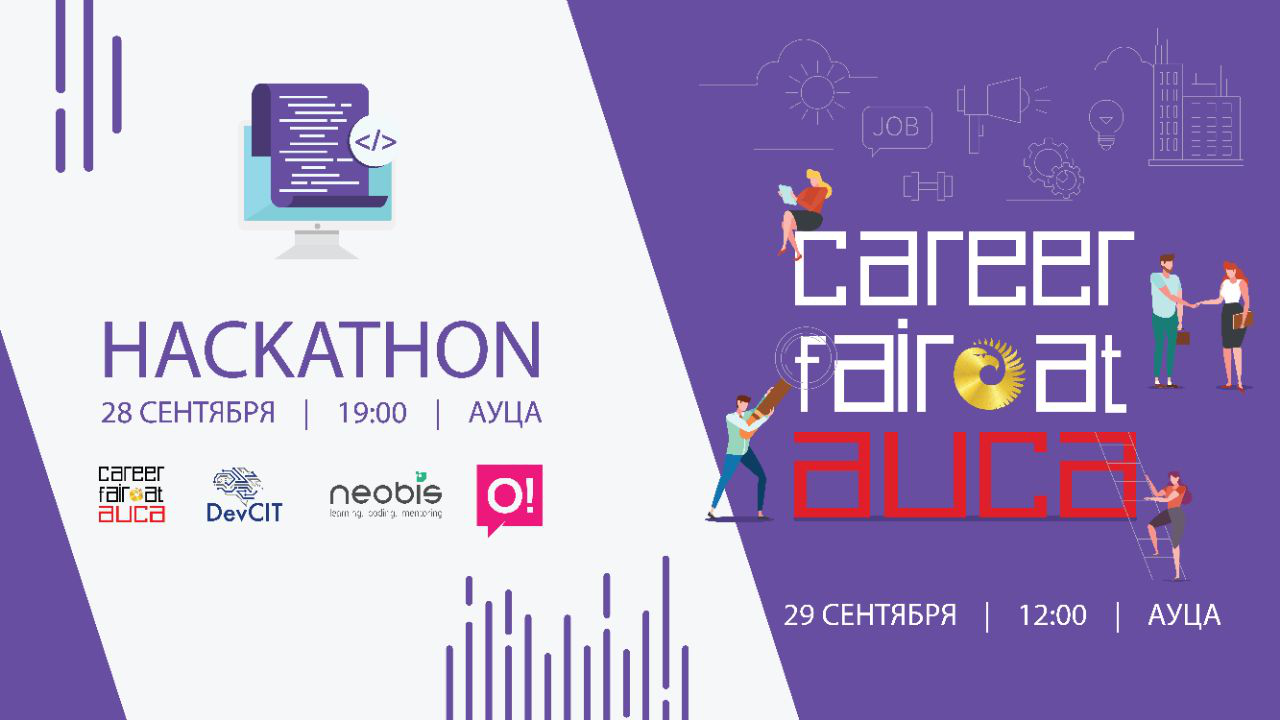 </>
HACKATHON
28 СЕНТЯБРЯ | 19:00 | АУЦА
career
fair at
auca
DevCIT
neobis
learning. coding. mentoring
O!
JOB
career
fair at
auca
29 СЕНТЯБРЯ | 12:00 | АУЦА